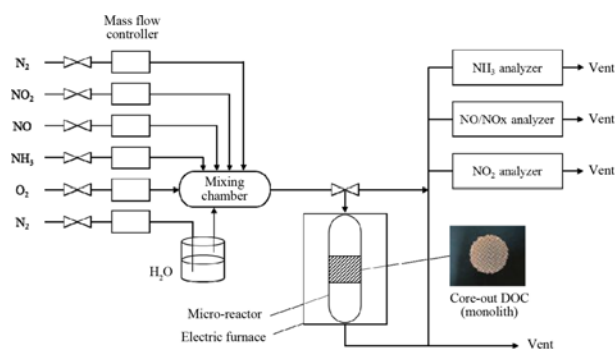 Mass flow
controller
N₂
NO₂
NO
NH₃
O₂
N₂
Mixing
chamber
H₂O
NH₃ analyzer
Vent
NO/NOx analyzer
Vent
NO₂ analyzer
Vent
Micro-reactor
Electric furnace
Core-out DOC
(monolith)
Vent